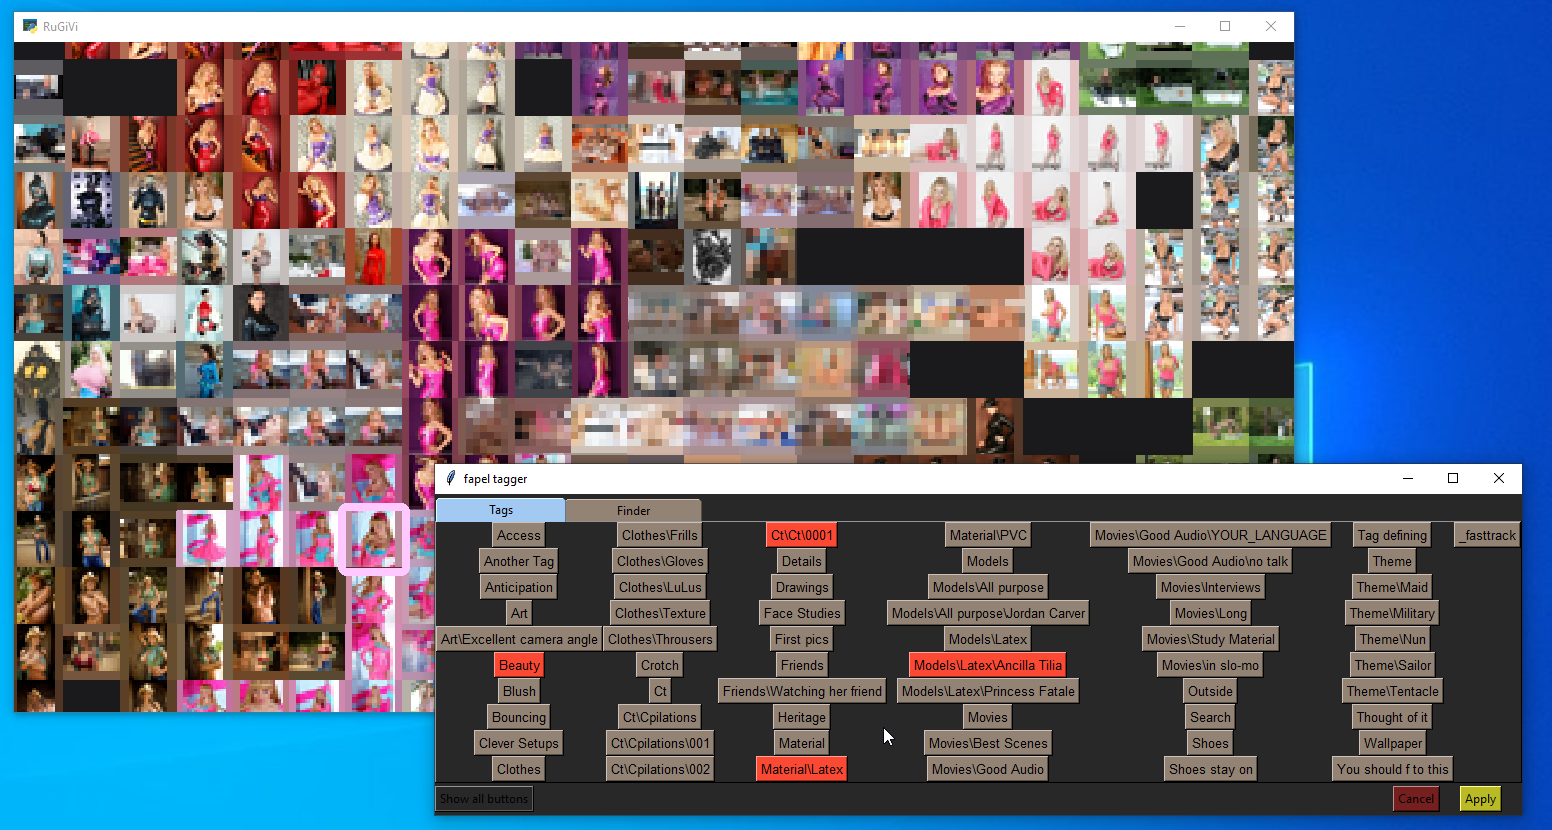 RuGiVi
fapel tagger
Tags
Finder
Access
Clothes\Frills
Ct\Ct\0001
Material\PVC
Movies\Good Audio\YOUR_LANGUAGE
Tag defining
_fasttrack
Another Tag
Clothes\Gloves
Details
Models
Movies\Good Audio\no talk
Theme
Anticipation
Clothes\LuLus
Drawings
Models\All purpose
Movies\Interviews
Theme\Maid
Art
Clothes\Texture
Face Studies
Models\All purpose\Jordan Carver
Movies\Long
Theme\Military
Art\Excellent camera angle
Clothes\Throusers
First pics
Models\Latex
Movies\Study Material
Theme\Nun
Beauty
Crotch
Friends
Models\Latex\Ancilla Tilia
Movies\in slo-mo
Theme\Sailor
Blush
Ct
Friends\Watching her friend
Models\Latex\Princess Fatale
Outside
Theme\Tentacle
Bouncing
Ct\Cpilations
Heritage
Movies
Search
Thought of it
Clever Setups
Ct\Cpilations\001
Material
Movies\Best Scenes
Shoes
Wallpaper
Clothes
Ct\Cpilations\002
Material\Latex
Movies\Good Audio
Shoes stay on
You should f to this
Show all buttons
Cancel
Apply